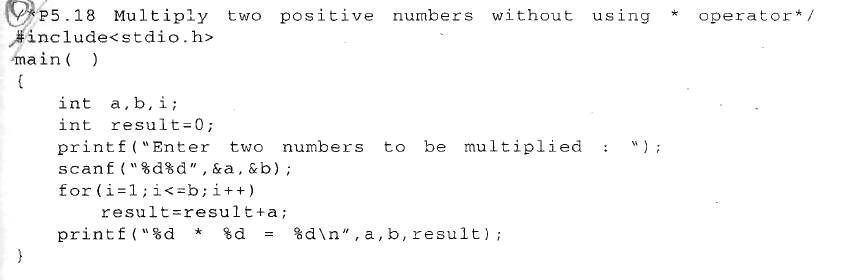 /*P5.18 Multiply two positive numbers without using * operator*/
#include<stdio.h>
main( )
{
int a,b,i;
int result=0;
printf("Enter two numbers to be multiplied : ");
scanf("%d%d",&a,&b);
for(i=1;i<=b;i++)
result=result+a;
printf("%d * %d = %d\n",a,b,result);
}